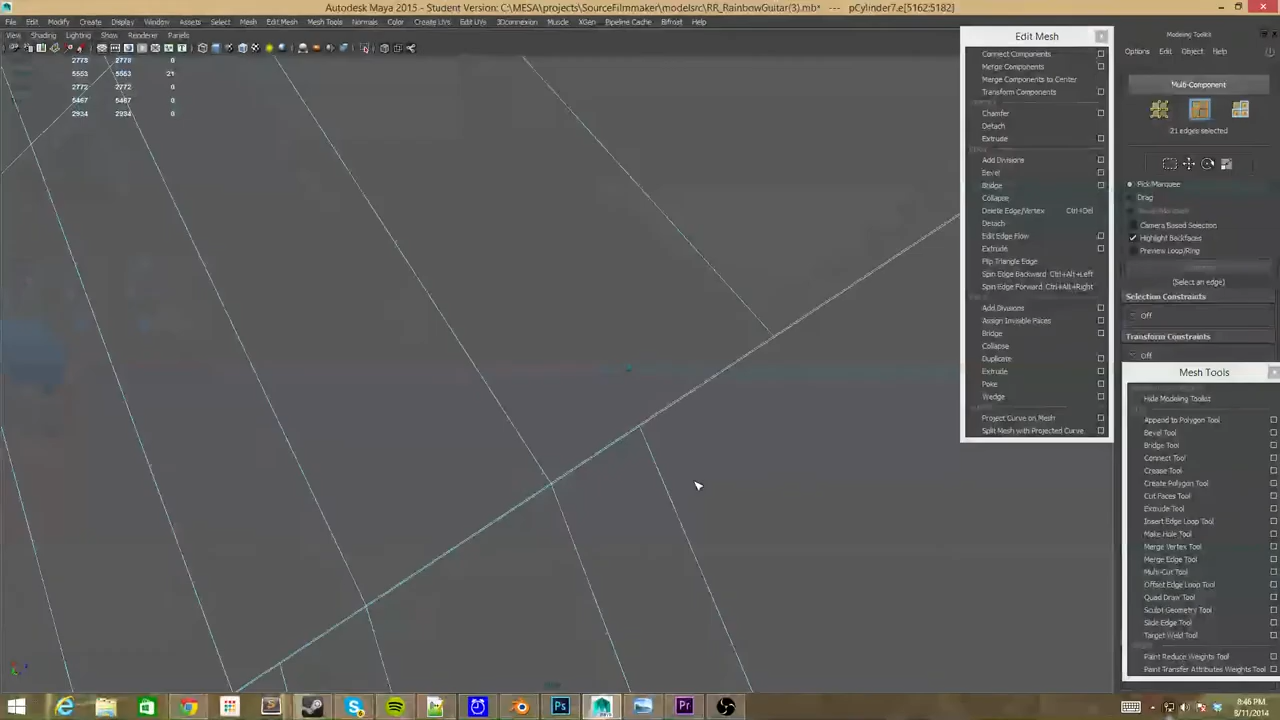 Autodesk Maya 2015 - Student Version: C:\MESA\projects\SourceFilmmaker\modelsrc\RR_RainbowGuitar(3).mb* --- pCylinder7.e[5162:5182]
File Edit Modify Create Display Window Assets Select Mesh Edit Mesh Mesh Tools Normals Color Create UVs Edit UVs 3Dconnexion Muscle XGen Pipeline Cache Bifrost Help
View Shading Lighting Show Renderer Panels
2778 2778 0
5553 5553 21
2772 2772 0
5467 5467 0
2934 2934 0
Edit Mesh
Connect Components
Merge Components
Merge Components to Center
Transform Components
Chamfer
Detach
Extrude
Add Divisions
Bevel
Bridge
Collapse
Delete Edge/Vertex Ctrl+Del
Detach
Edit Edge Flow
Extrude
Flip Triangle Edge
Spin Edge Backward Ctrl+Alt+Left
Spin Edge Forward Ctrl+Alt+Right
Add Divisions
Assign Invisible Faces
Bridge
Collapse
Duplicate
Extrude
Poke
Wedge
Project Curve on Mesh
Split Mesh with Projected Curve
Modeling Toolkit
Options Edit Object Help
Multi-Component
21 edges selected
Pick/Marquee
Drag
Camera Based Selection
Highlight Backfaces
Preview Loop/Ring
(Select an edge)
Selection Constraints
Off
Transform Constraints
Off
Mesh Tools
Hide Modeling Toolkit
Append to Polygon Tool
Bevel Tool
Bridge Tool
Connect Tool
Crease Tool
Create Polygon Tool
Cut Faces Tool
Extrude Tool
Insert Edge Loop Tool
Make Hole Tool
Merge Vertex Tool
Merge Edge Tool
Multi-Cut Tool
Offset Edge Loop Tool
Quad Draw Tool
Sculpt Geometry Tool
Slide Edge Tool
Target Weld Tool
Paint Reduce Weights Tool
Paint Transfer Attributes Weights Tool
8:46 PM
8/11/2014